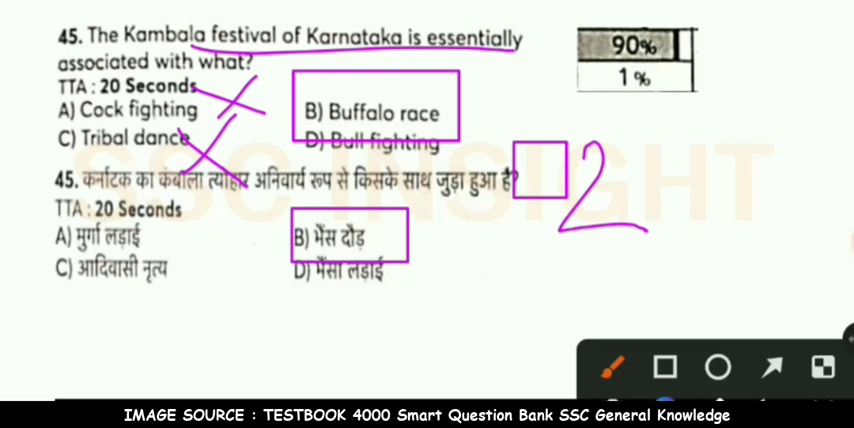 45. The Kambala festival of Karnataka is essentially
associated with what?
TTA : 20 Seconds
A) Cock fighting
B) Buffalo race
C) Tribal dance
D) Bull fighting
90%
1%
SSC INSIGHT
45. कर्नाटक का कंबाला त्योहार अनिवार्य रूप से किसके साथ जुड़ा हुआ है?
2
TTA : 20 Seconds
A) मुर्गा लड़ाई
B) भैंस दौड़
C) आदिवासी नृत्य
D) भैंसा लड़ाई
IMAGE SOURCE : TESTBOOK 4000 Smart Question Bank SSC General Knowledge